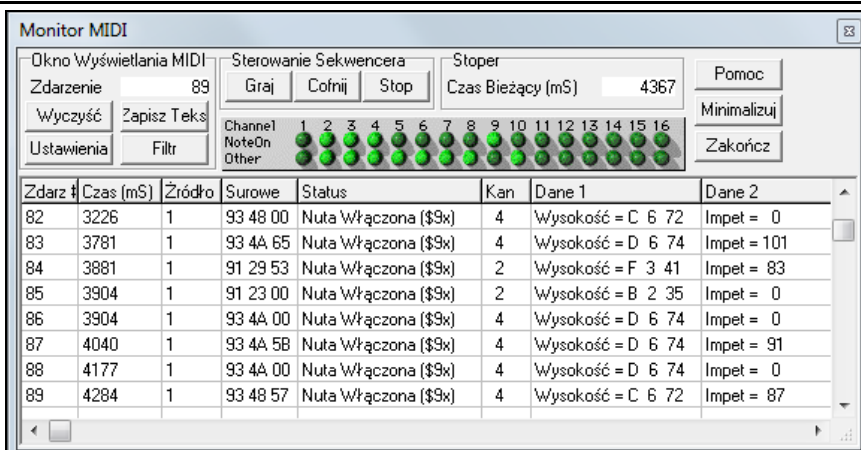 Monitor MIDI
Okno Wyświetlania MIDI Sterowanie Sekwencera Stoper
Zdarzenie 89 Graj Cofnij Stop Czas Bieżący (mS) 4367 Pomoc
Wyczyść Zapisz Teks Minimalizuj
Ustawienia Filtr Zakończ
Channel 1 2 3 4 5 6 7 8 9 10 11 12 13 14 15 16
NoteOn
Other
Zdarz Czas (mS) Źródło Surowe Status Kan Dane 1 Dane 2
82 3226 1 93 48 00 Nuta Włączona ($9x) 4 Wysokość = C 6 72 Impet = 0
83 3781 1 93 4A 65 Nuta Włączona ($9x) 4 Wysokość = D 6 74 Impet = 101
84 3881 1 91 29 53 Nuta Włączona ($9x) 2 Wysokość = F 3 41 Impet = 83
85 3904 1 91 23 00 Nuta Włączona ($9x) 2 Wysokość = B 2 35 Impet = 0
86 3904 1 93 4A 00 Nuta Włączona ($9x) 4 Wysokość = D 6 74 Impet = 0
87 4040 1 93 4A 5B Nuta Włączona ($9x) 4 Wysokość = D 6 74 Impet = 91
88 4177 1 93 4A 00 Nuta Włączona ($9x) 4 Wysokość = D 6 74 Impet = 0
89 4284 1 93 48 57 Nuta Włączona ($9x) 4 Wysokość = C 6 72 Impet = 87